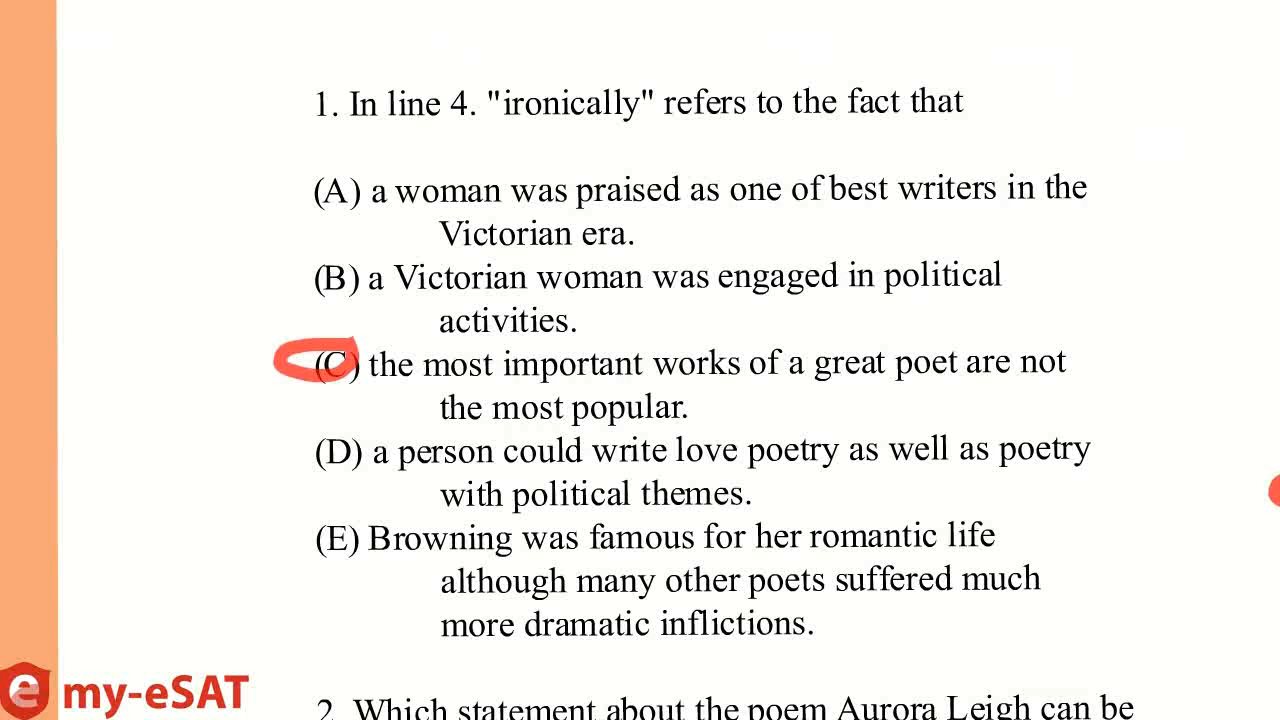 1. In line 4. "ironically" refers to the fact that
(A) a woman was praised as one of best writers in the
Victorian era.
(B) a Victorian woman was engaged in political
activities.
(C) the most important works of a great poet are not
the most popular.
(D) a person could write love poetry as well as poetry
with political themes.
(E) Browning was famous for her romantic life
although many other poets suffered much
more dramatic inflictions.
e my-eSAT
2. Which statement about the poem Aurora Leigh can be